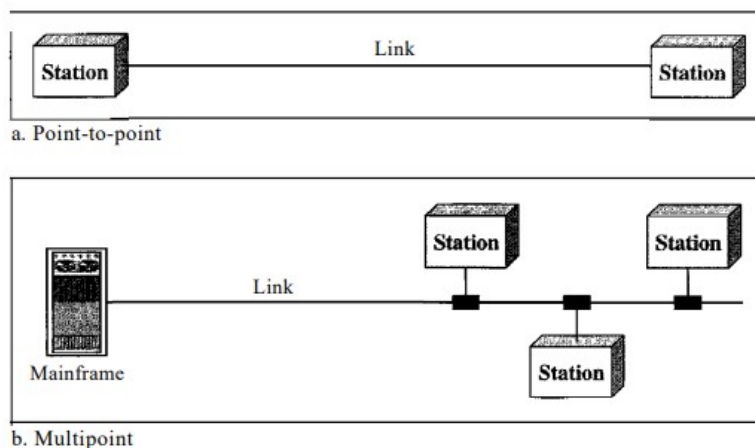 Link
Station
Station
a. Point-to-point
Station
Station
Link
Station
Mainframe
b. Multipoint